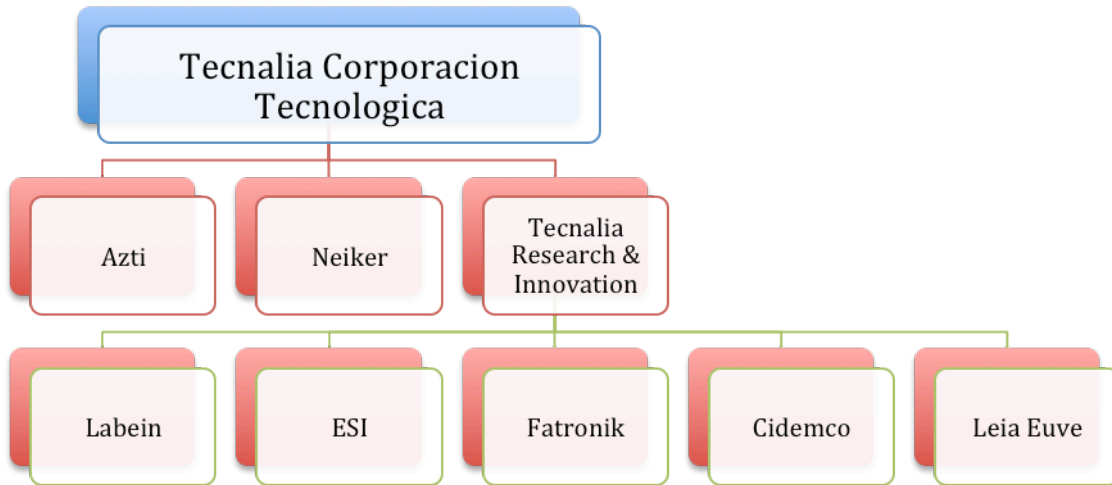 Tecnalia Corporacion
Tecnologica
Azti
Neiker
Tecnalia
Research &
Innovation
Labein
ESI
Fatronik
Cidemco
Leia Euve